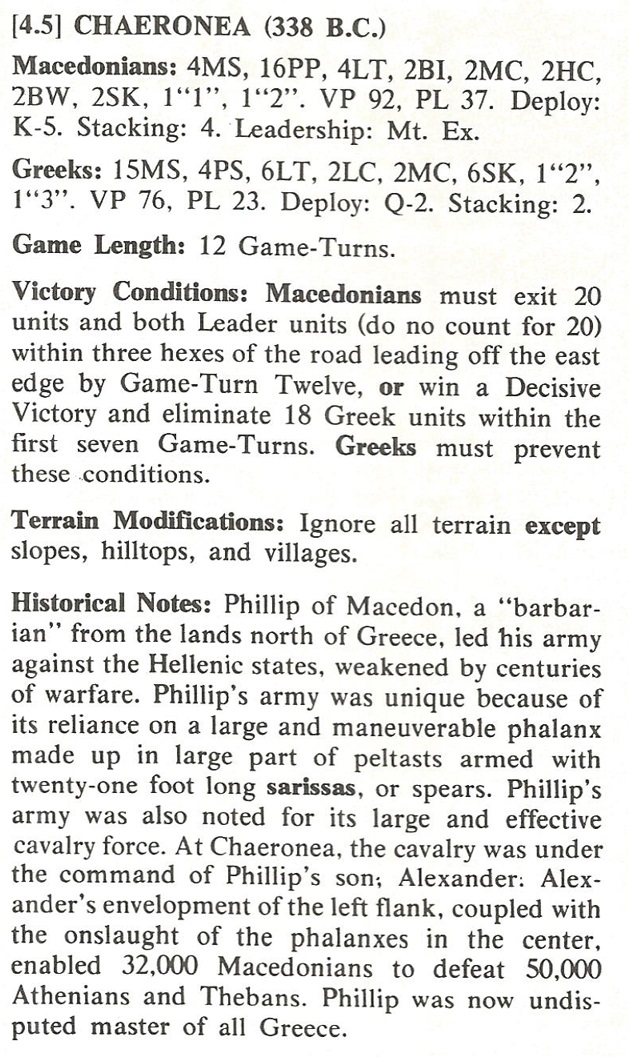 [4.5] CHAERONEA (338 B.C.)
Macedonians: 4MS, 16PP, 4LT, 2BI, 2MC, 2HC,
2BW, 2SK, 1“1”, 1“2”. VP 92, PL 37. Deploy:
K-5. Stacking: 4. Leadership: Mt. Ex.
Greeks: 15MS, 4PS, 6LT, 2LC, 2MC, 6SK, 1“2”,
1“3”. VP 76, PL 23. Deploy: Q-2. Stacking: 2.
Game Length: 12 Game-Turns.
Victory Conditions: Macedonians must exit 20
units and both Leader units (do no count for 20)
within three hexes of the road leading off the east
edge by Game-Turn Twelve, or win a Decisive
Victory and eliminate 18 Greek units within the
first seven Game-Turns. Greeks must prevent
these conditions.
Terrain Modifications: Ignore all terrain except
slopes, hilltops, and villages.
Historical Notes: Phillip of Macedon, a “barbar-
ian” from the lands north of Greece, led his army
against the Hellenic states, weakened by centuries
of warfare. Phillip’s army was unique because of
its reliance on a large and maneuverable phalanx
made up in large part of peltasts armed with
twenty-one foot long sarissas, or spears. Phillip’s
army was also noted for its large and effective
cavalry force. At Chaeronea, the cavalry was under
the command of Phillip’s son; Alexander: Alex-
ander’s envelopment of the left flank, coupled with
the onslaught of the phalanxes in the center,
enabled 32,000 Macedonians to defeat 50,000
Athenians and Thebans. Phillip was now undis-
puted master of all Greece.